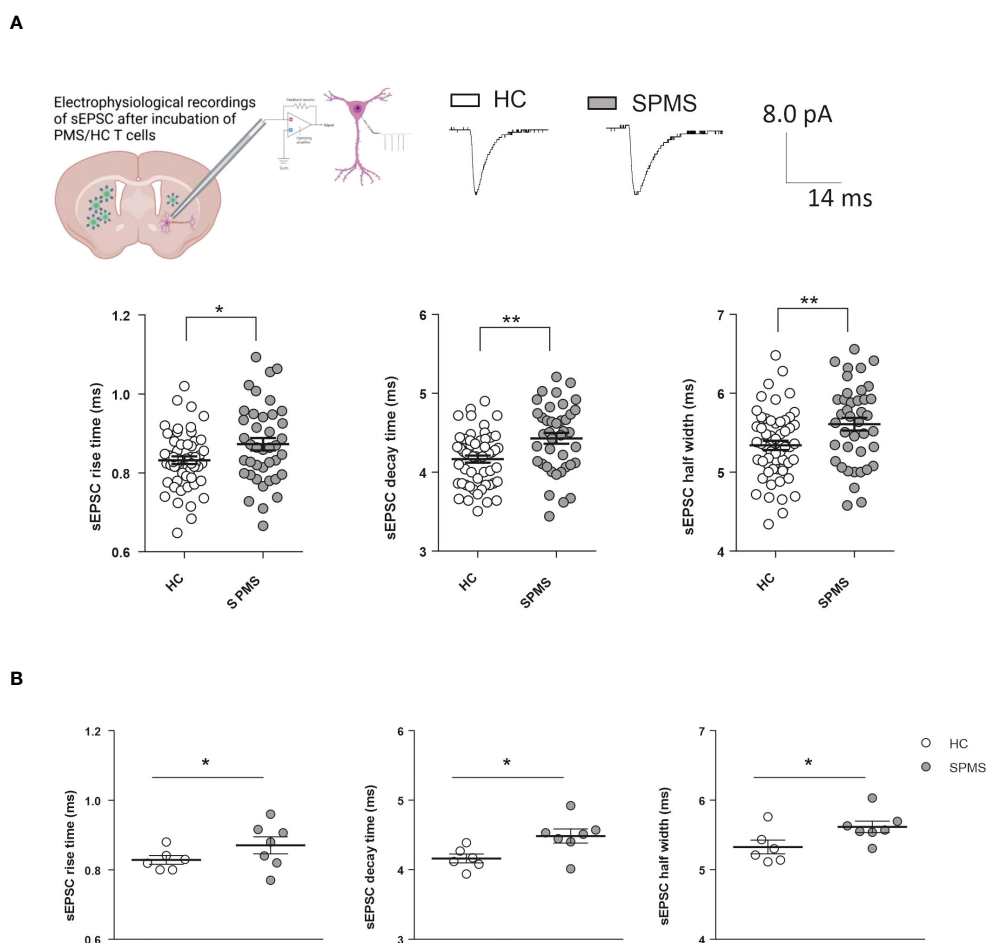 A
Electrophysiological recordings
of sEPSC after incubation of
PMS/HC T cells
HC
SPMS
8.0 pA
14 ms
sEPSC rise time (ms)
1.2
1.0
0.8
0.6
*
HC
S PMS
sEPSC decay time (ms)
6
5
4
3
**
HC
SPMS
sEPSC half width (ms)
7
6
5
4
**
HC
SPMS
B
sEPSC rise time (ms)
1.2
1.0
0.8
0.6
*
sEPSC decay time (ms)
6
5
4
3
*
sEPSC half width (ms)
7
6
5
4
*
HC
SPMS